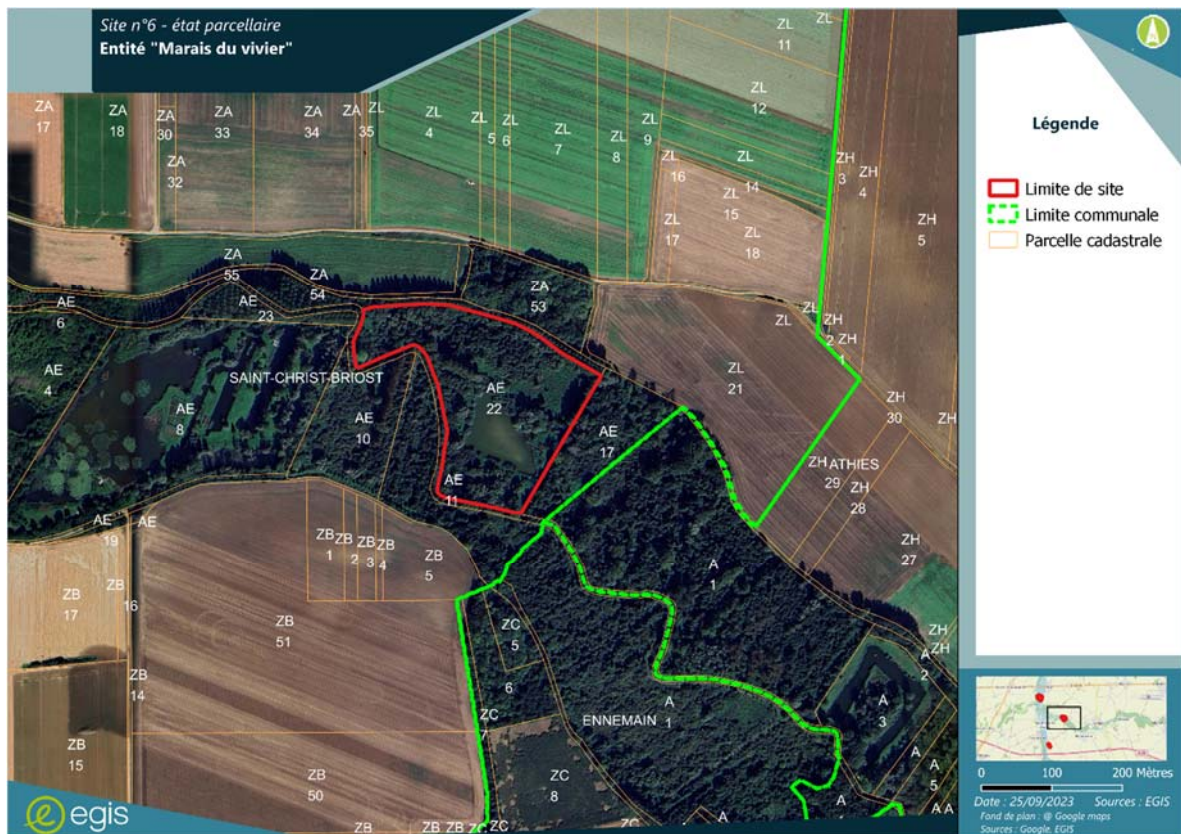 Site n°6 - état parcellaire
Entité "Marais du vivier"
Légende
Limite de site
Limite communale
Parcelle cadastrale
ZA
17
ZA
18
ZA
30
ZA
32
ZA
33
ZA
34
ZA
35
ZL
ZL
4
ZL
5
ZL
6
ZL
7
ZL
8
ZL
9
ZL
11
ZL
ZL
12
ZL
14
ZL
16
ZL
15
ZL
17
ZL
18
ZH
3
ZH
4
ZH
5
ZA
55
ZA
54
ZA
53
AE
6
AE
23
AE
4
SAINT-CHRIST-BRIOST
AE
8
AE
10
AE
22
AE
17
AE
11
ZL
ZH
2
ZH
1
ZL
21
ZH
30
ZH
ZH
29
ATHIES
ZH
28
ZH
27
AE
19
AE
ZB
1
ZB
2
ZB
3
ZB
4
ZB
5
ZB
17
ZB
16
ZB
51
ZB
14
ZB
15
ZB
50
ZC
5
6
ZC
7
ZC
8
ENNEMAIN
A
1
A
1
ZH
ZH
A
2
A
3
A
5
A
A
A
A A
ZB
ZB
ZB
ZC
0 100 200 Mètres
Date : 25/09/2023 Sources : EGIS
Fond de plan : @ Google maps
Sources : Google, EGIS
egis